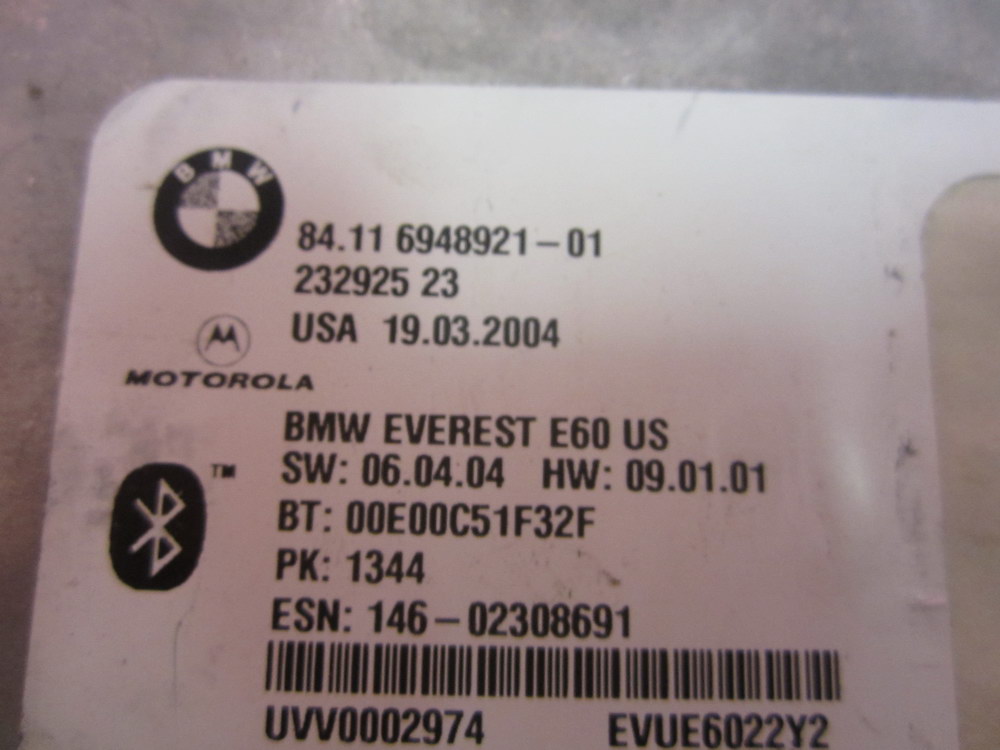 BMW
84.11 6948921-01
232925 23
USA 19.03.2004
MOTOROLA
BMW EVEREST E60 US
TM
SW: 06.04.04 HW: 09.01.01
BT: 00E00C51F32F
PK: 1344
ESN: 146-02308691
UVV0002974 EVUE6022Y2